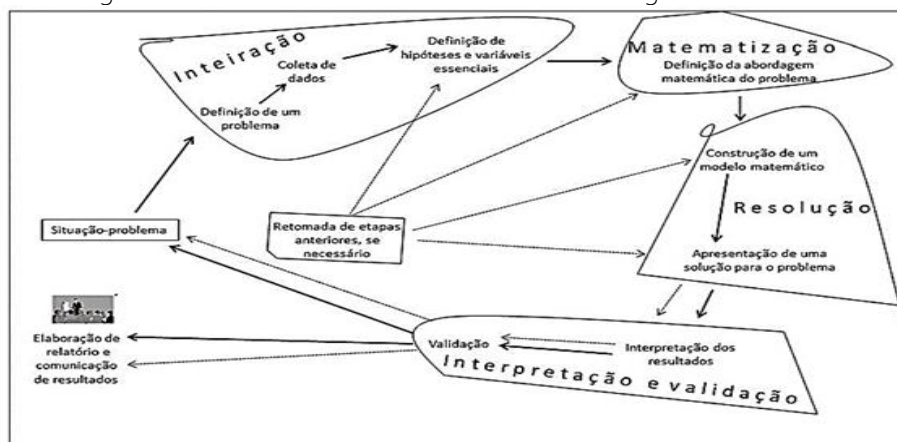 Inteiração
Definição de um
problema
Coleta de
dados
Definição de
hipóteses e variáveis
essenciais
Matematização
Definição da abordagem
matemática do problema
Construção de um
modelo matemático
Resolução
Apresentação de uma
solução para o problema
Situação-problema
Retomada de etapas
anteriores, se
necessário
Elaboração de
relatório e
comunicação
de resultados
Validação
Interpretação dos
resultados
Interpretação e validação